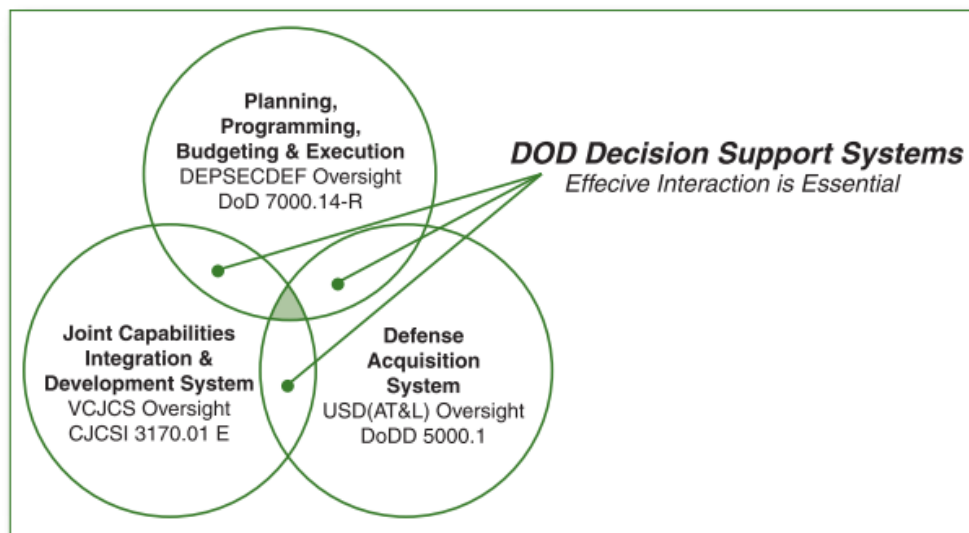 Planning,
Programming,
Budgeting & Execution
DEPSECDEF Oversight
DoD 7000.14-R
DOD Decision Support Systems
Effecive Interaction is Essential
Joint Capabilities
Integration &
Development System
VCJCS Oversight
CJCSI 3170.01 E
Defense
Acquisition
System
USD(AT&L) Oversight
DoDD 5000.1